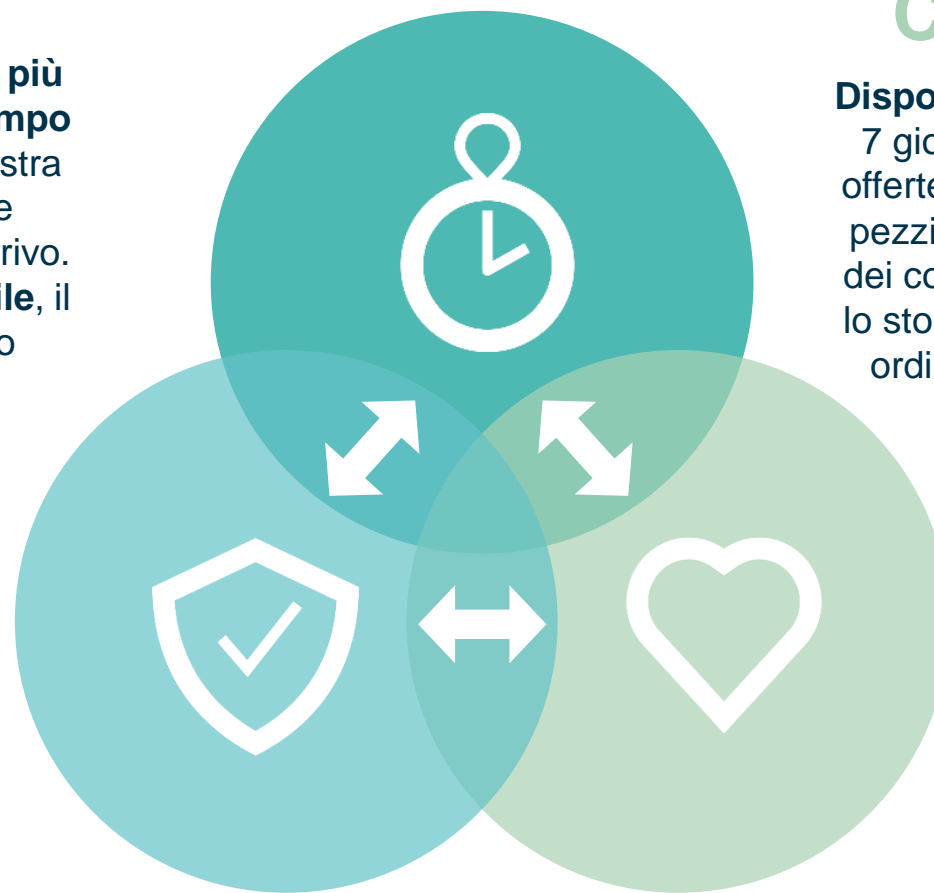 più
mpo
stra
e
rivo.
ile, il
o
C
Dispo
7 gio
offerte
pezzi
dei co
lo sto
ordi